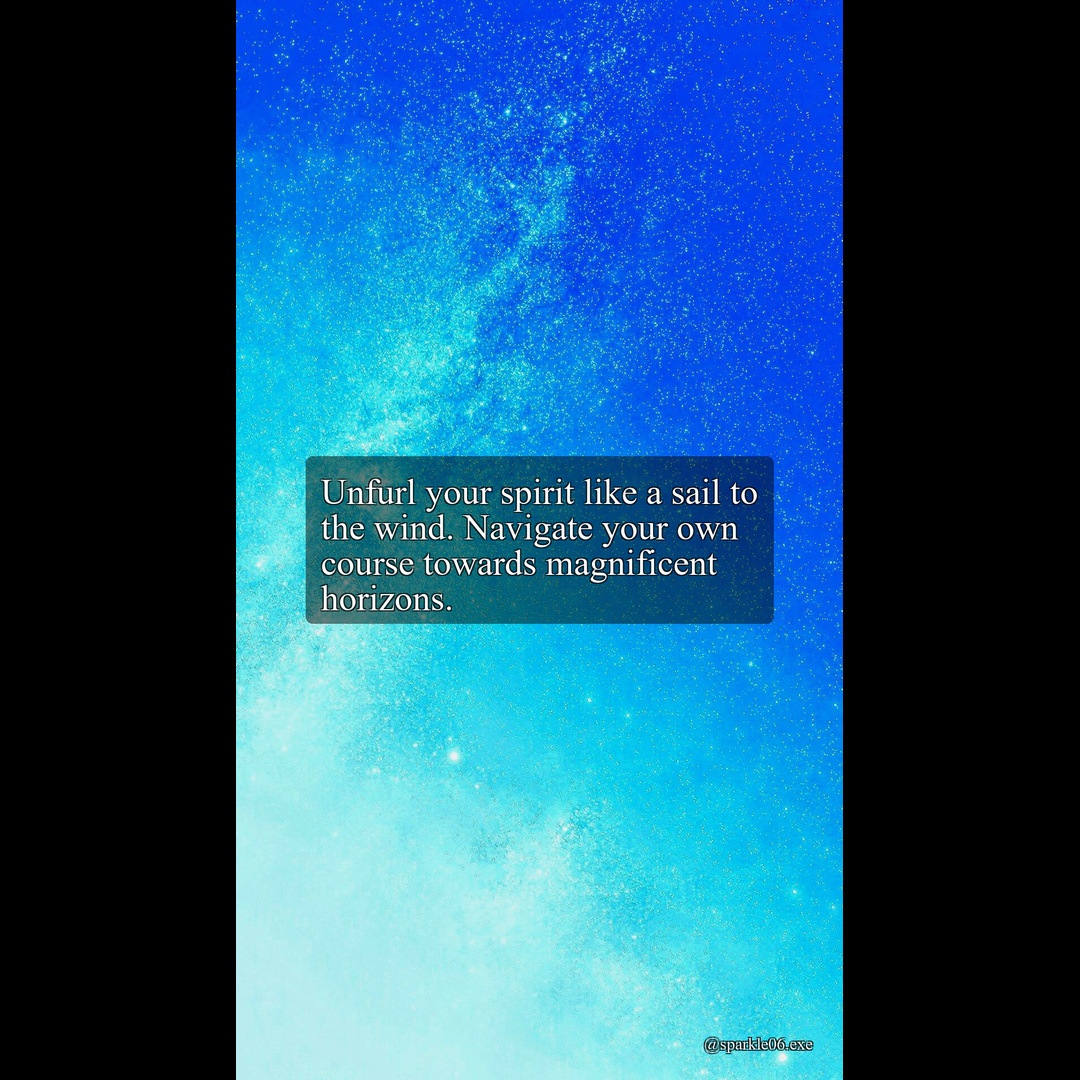 Unfurl your spirit like a sail to
the wind. Navigate your own
course towards magnificent
horizons.
@sparkle06.exe